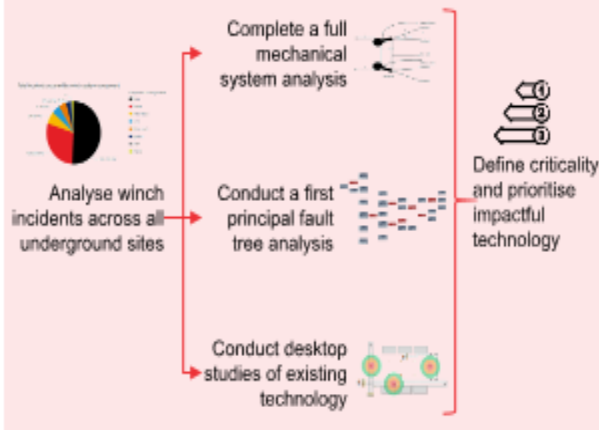 Complete a full
mechanical
system analysis
Analyse winch
incidents across all
underground sites
Conduct a first
principal fault
tree analysis
Conduct desktop
studies of existing
technology
1
2
3
Define criticality
and prioritise
impactful
technology